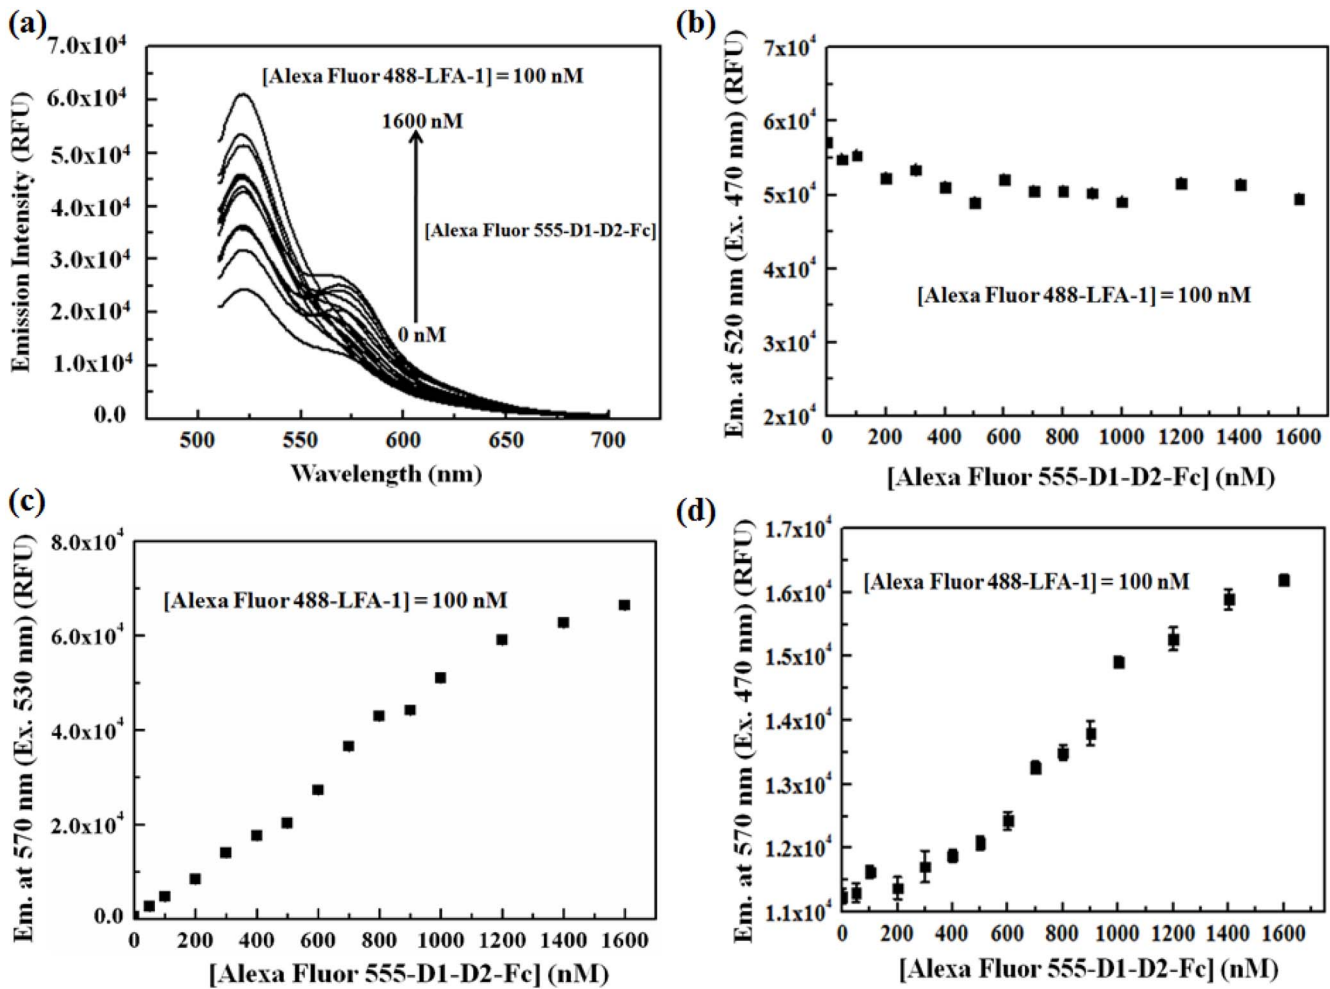 (a)
7.0x10⁴
6.0x10⁴
5.0x10⁴
4.0x10⁴
3.0x10⁴
2.0x10⁴
1.0x10⁴
0.0
Emission Intensity (RFU)
[Alexa Fluor 488-LFA-1] = 100 nM
1600 nM
[Alexa Fluor 555-D1-D2-Fc]
0 nM
500 550 600 650 700
Wavelength (nm)
(b)
7x10⁴
6x10⁴
5x10⁴
4x10⁴
3x10⁴
2x10⁴
Em. at 520 nm (Ex. 470 nm) (RFU)
[Alexa Fluor 488-LFA-1] = 100 nM
0 200 400 600 800 1000 1200 1400 1600
[Alexa Fluor 555-D1-D2-Fc] (nM)
(c)
8.0x10⁴
6.0x10⁴
4.0x10⁴
2.0x10⁴
0.0
Em. at 570 nm (Ex. 530 nm) (RFU)
[Alexa Fluor 488-LFA-1] = 100 nM
0 200 400 600 800 1000 1200 1400 1600
[Alexa Fluor 555-D1-D2-Fc] (nM)
(d)
1.7x10⁴
1.6x10⁴
1.5x10⁴
1.4x10⁴
1.3x10⁴
1.2x10⁴
1.1x10⁴
Em. at 570 nm (Ex. 470 nm) (RFU)
[Alexa Fluor 488-LFA-1] = 100 nM
0 200 400 600 800 1000 1200 1400 1600
[Alexa Fluor 555-D1-D2-Fc] (nM)